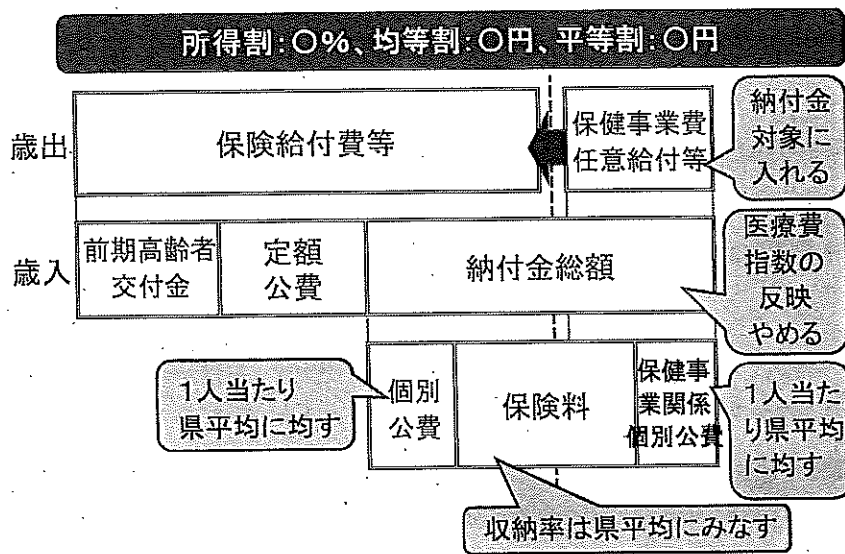 所得割:〇%、均等割:〇円、平等割:〇円
歳出
保険給付費等
保健事業費
任意給付等
納付金
対象に
入れる
歳入
前期高齢者
交付金
定額
公費
納付金総額
医療費
指数の
反映
やめる
1人当たり
県平均に均す
個別
公費
保険料
保健事
業関係
個別公費
1人当た
り県平均
に均す
収納率は県平均にみなす